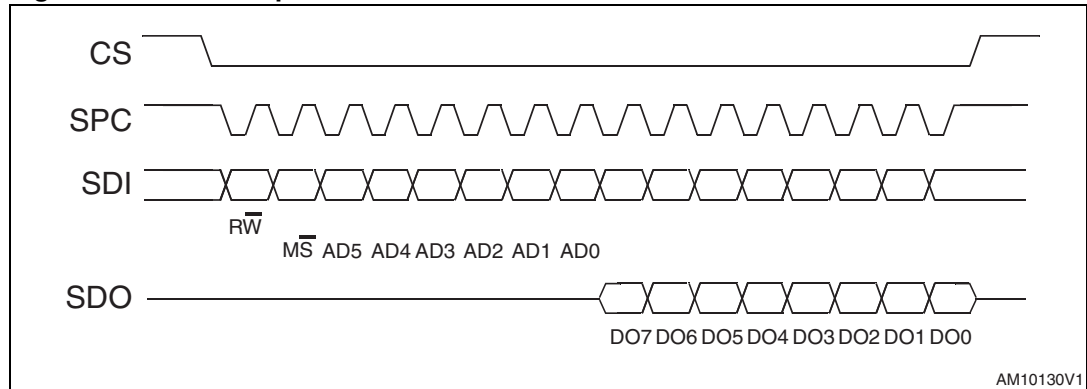 CS
SPC
SDI
RW̅
MS̅ AD5 AD4 AD3 AD2 AD1 AD0
SDO
DO7 DO6 DO5 DO4 DO3 DO2 DO1 DO0
AM10130V1